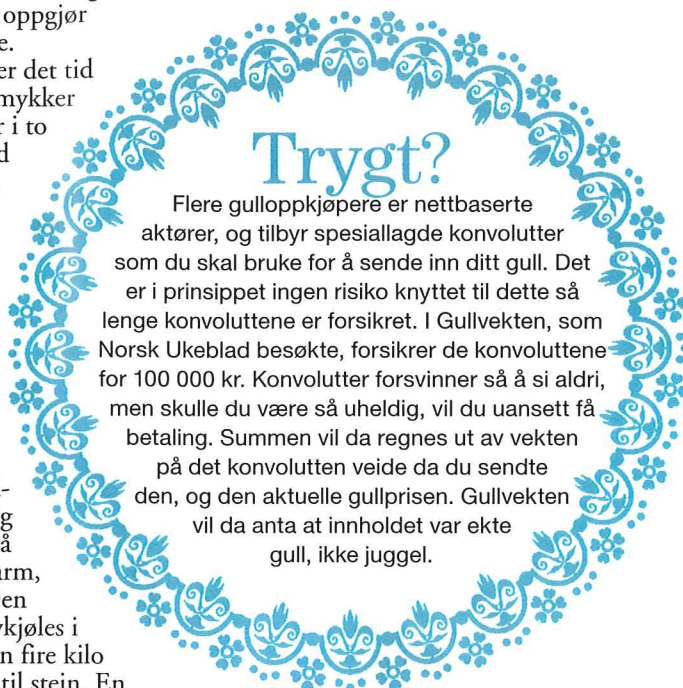 oppgjør
e.
er det tid
mykker
r i to
d
Trygt?
Flere gulloppkjøpere er nettbaserte
aktører, og tilbyr spesiallagde konvolutter
som du skal bruke for å sende inn ditt gull. Det
er i prinsippet ingen risiko knyttet til dette så
lenge konvoluttene er forsikret. I Gullvekten, som
Norsk Ukeblad besøkte, forsikrer de konvoluttene
for 100 000 kr. Konvolutter forsvinner så å si aldri,
men skulle du være så uheldig, vil du uansett få
betaling. Summen vil da regnes ut av vekten
på det konvolutten veide da du sendte
den, og den aktuelle gullprisen. Gullvekten
vil da anta at innholdet var ekte
gull, ikke juggel.
-
g
å
arm,
en
kjøles i
n fire kilo
til stein. En